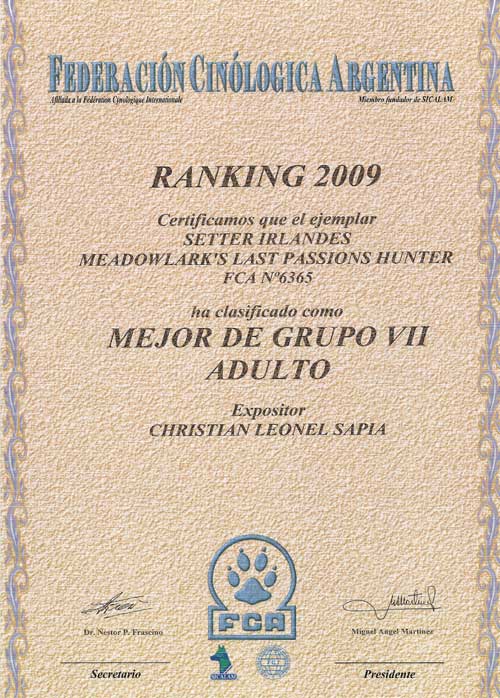 FEDERACIÓN CINÓLOGICA ARGENTINA
Afiliada a la Fédération Cynologique Internationale
Miembro fundador de SICALAM
RANKING 2009
Certificamos que el ejemplar
SETTER IRLANDES
MEADOWLARK'S LAST PASSIONS HUNTER
FCA Nº6365
ha clasificado como
MEJOR DE GRUPO VII
ADULTO
Expositor
CHRISTIAN LEONEL SAPIA
FCA
Dr. Nestor P. Frascino
Miguel Angel Martinez
SICALAM
FCI
Secretario
Presidente